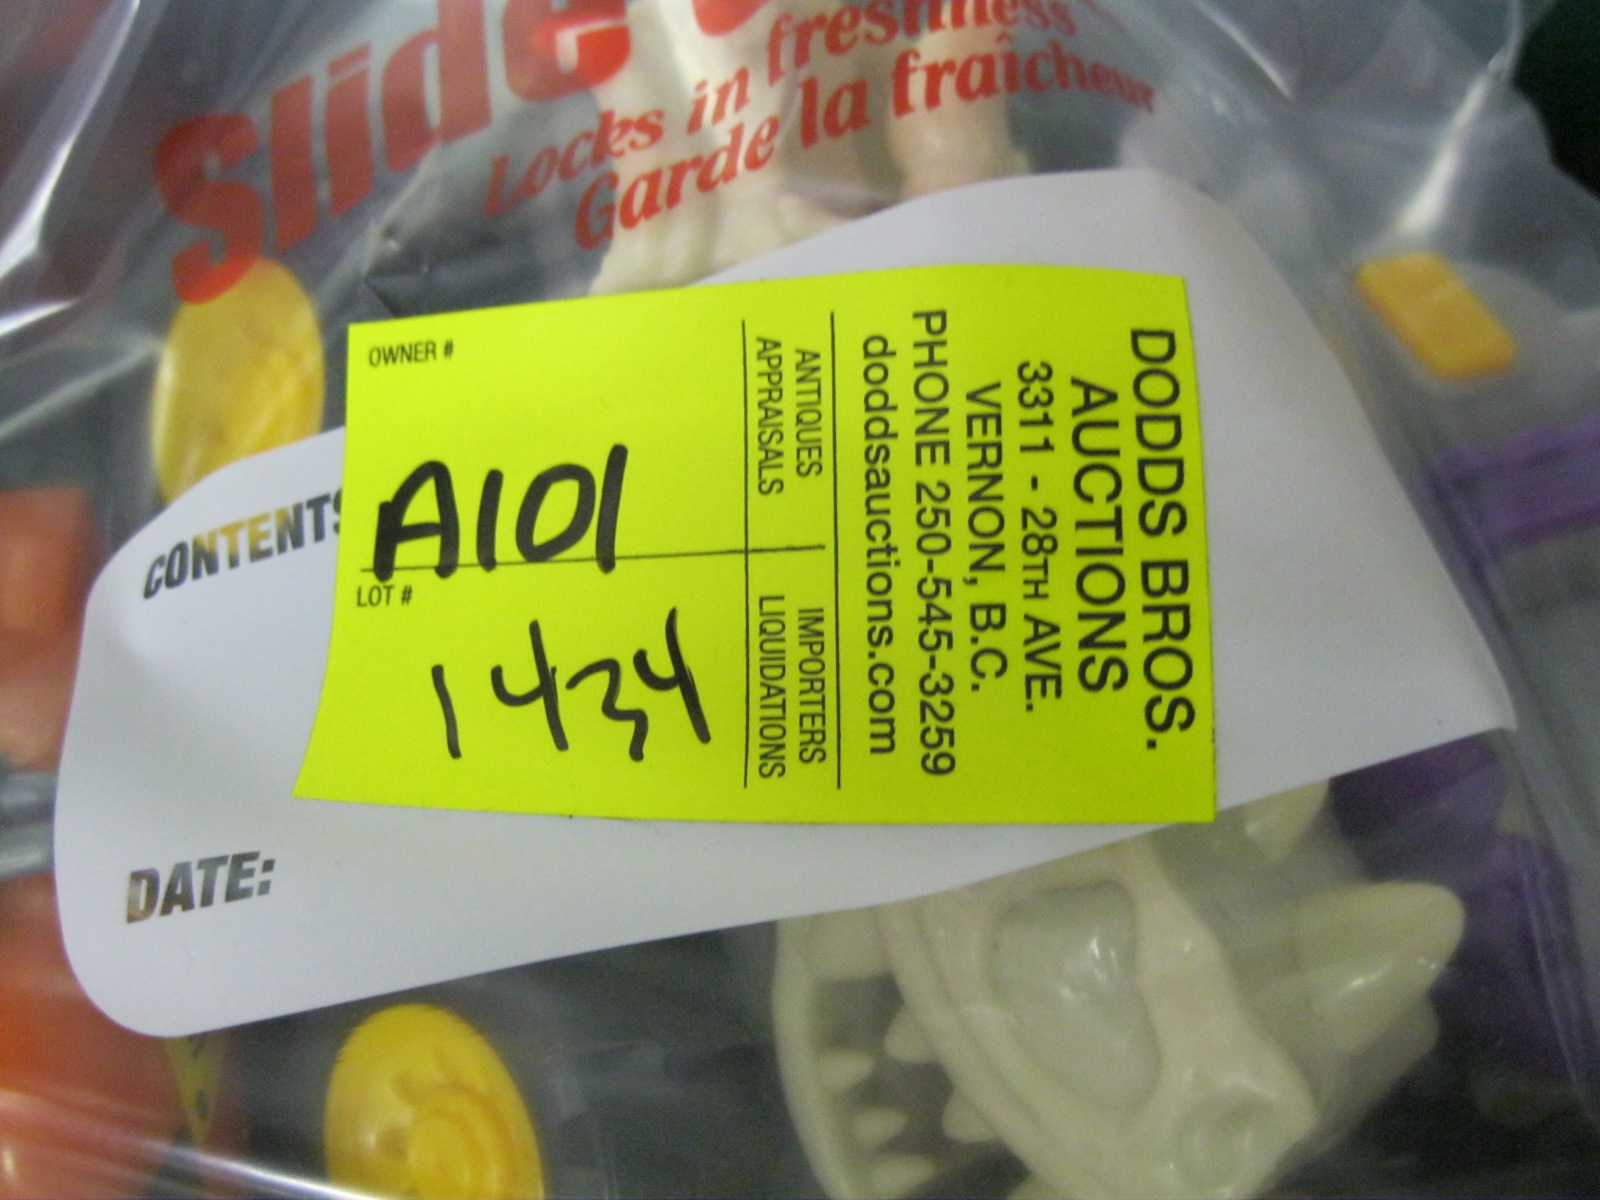 Slide
Locks in freshness
Garde la fraîcheur
CONTENTS
DATE:
OWNER #
A101
LOT #
1434
ANTIQUES
APPRAISALS
IMPORTERS
LIQUIDATIONS
DODDS BROS.
AUCTIONS
3311 - 28TH AVE.
VERNON, B.C.
PHONE 250-545-3259
doddsauctions.com